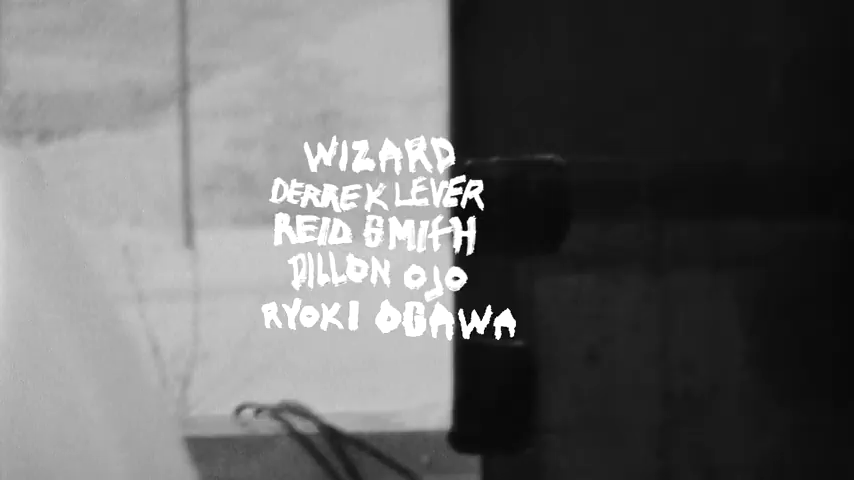 WIZARD
DERREK LEVER
REID SMITH
DILLON OJO
RYOKI OGAWA